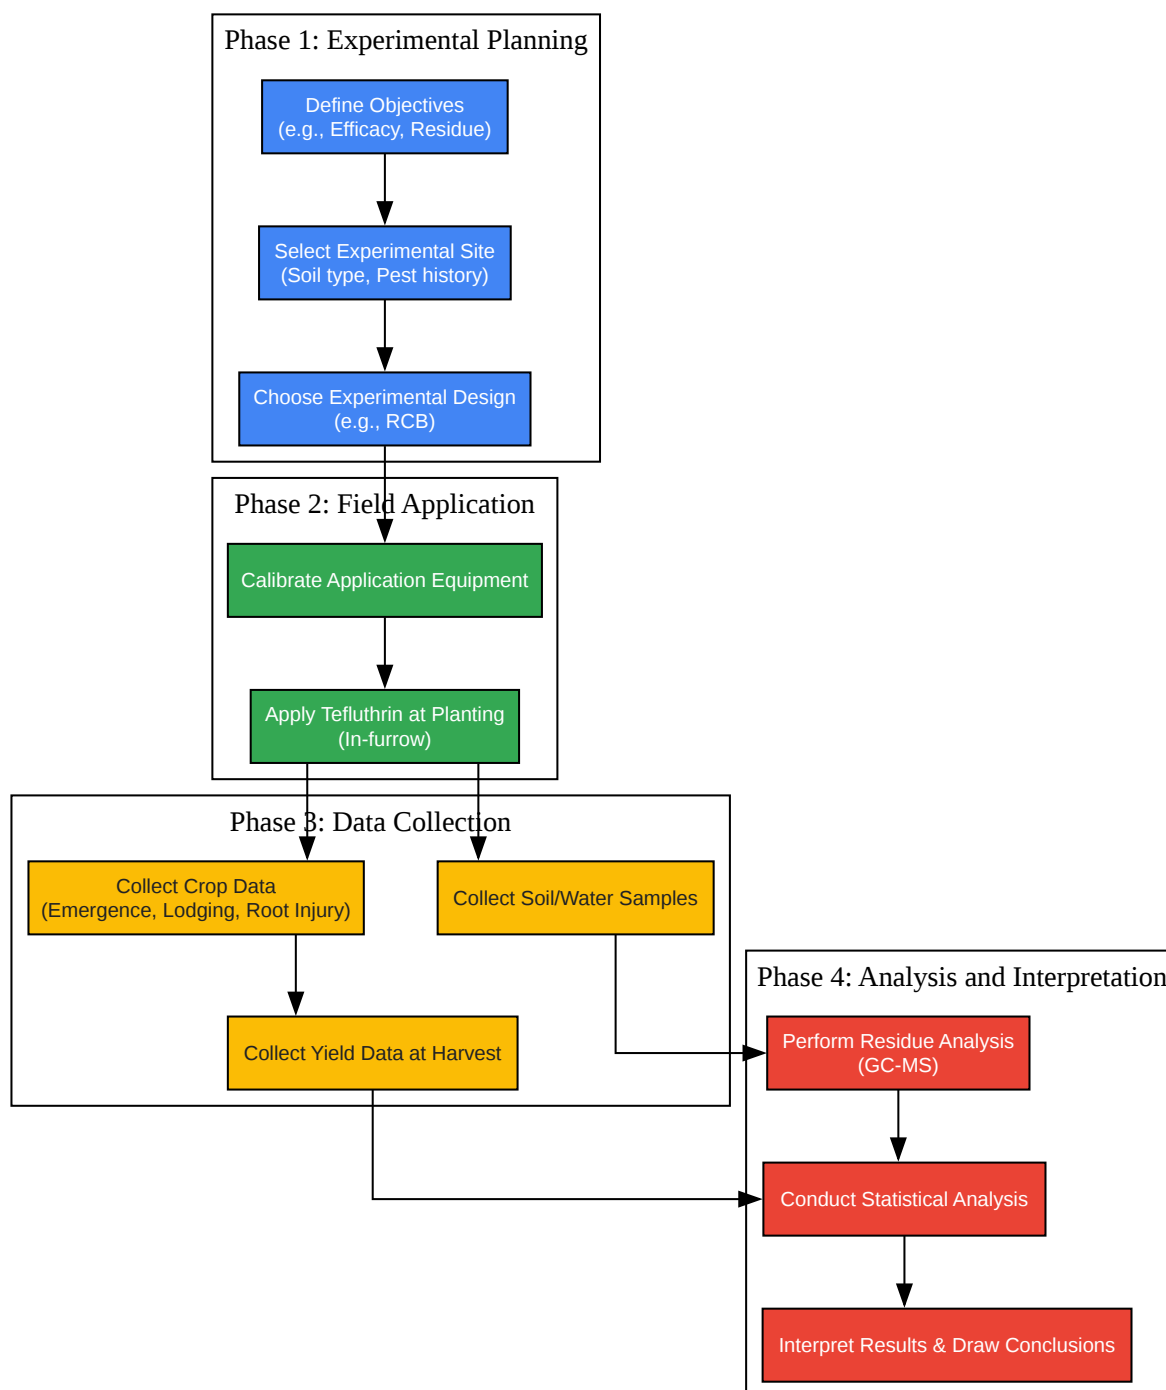 Phase 1: Experimental Planning
Define Objectives
(e.g., Efficacy, Residue)
Select Experimental Site
(Soil type, Pest history)
Choose Experimental Design
(e.g., RCB)
Phase 2: Field Application
Calibrate Application Equipment
Apply Tefluthrin at Planting
(In-furrow)
Phase 3: Data Collection
Collect Crop Data
(Emergence, Lodging, Root Injury)
Collect Soil/Water Samples
Collect Yield Data at Harvest
Phase 4: Analysis and Interpretation
Perform Residue Analysis
(GC-MS)
Conduct Statistical Analysis
Interpret Results & Draw Conclusions